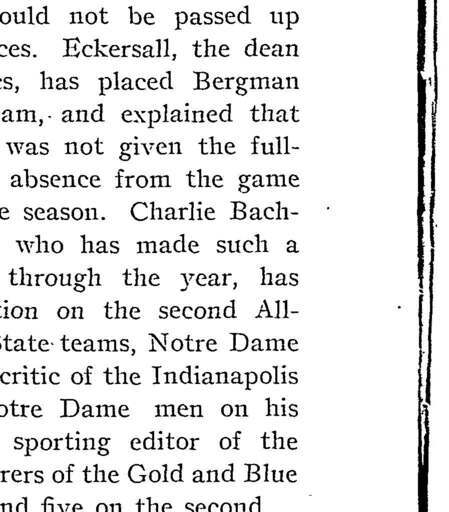 ould not be passed up
ces. Eckersall, the dean
cs, has placed Bergman
am, and explained that
was not given the full-
absence from the game
e season. Charlie Bach-
who has made such a
through the year, has
tion on the second All-
State teams, Notre Dame
critic of the Indianapolis
otre Dame men on his
sporting editor of the
rers of the Gold and Blue
nd five on the second